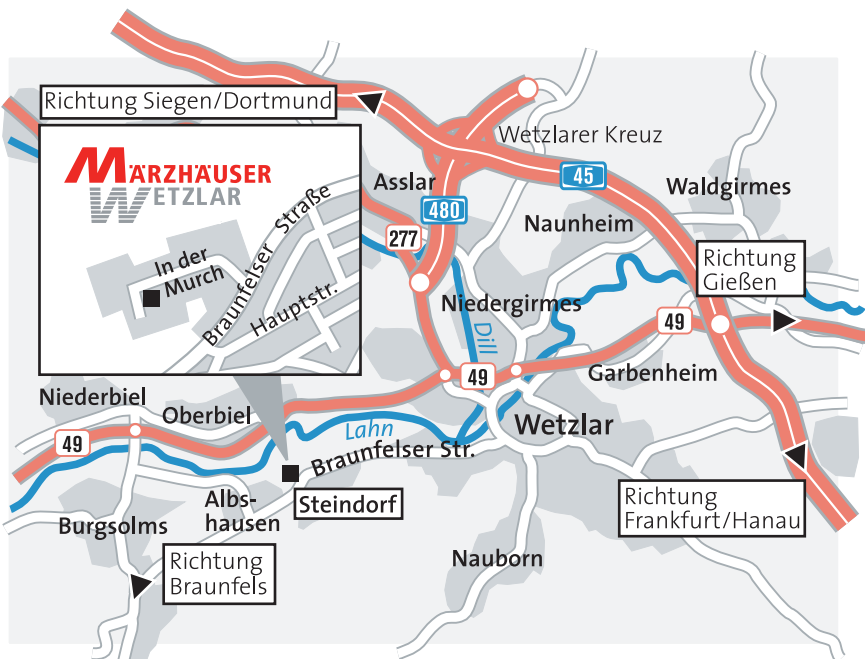 Richtung Siegen/Dortmund
Wetzlarer Kreuz
MÄRZHÄUSER
WETZLAR
Asslar
45
Waldgirmes
480
Naunheim
277
Braunfelser Straße
In der
Murch
Hauptstr.
Richtung
Gießen
Niedergirmes
Dill
49
49
Garbenheim
Niederbiel
Oberbiel
49
Lahn
Wetzlar
Braunfelser Str.
Steindorf
Albs-
hausen
Burgsolms
Richtung
Frankfurt/Hanau
Nauborn
Richtung
Braunfels